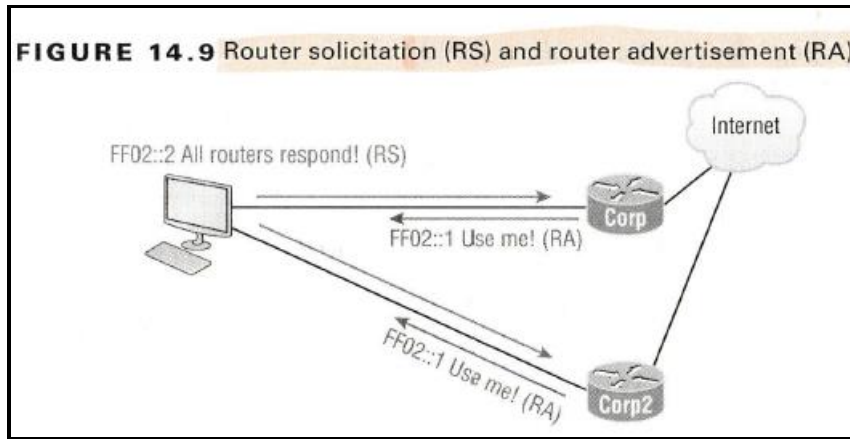 FIGURE 14.9 Router solicitation (RS) and router advertisement (RA)
Internet
FF02::2 All routers respond! (RS)
Corp
FF02::1 Use me! (RA)
FF02::1 Use me! (RA)
Corp2